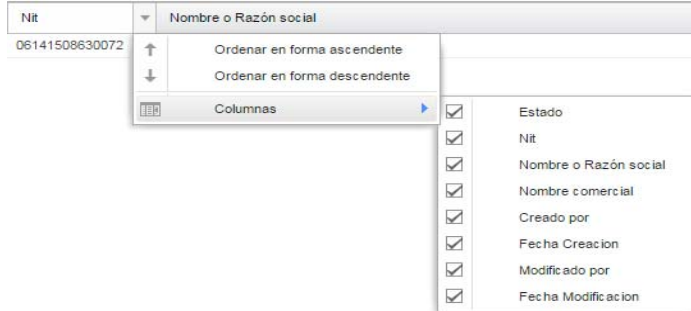 Nit Nombre o Razón social
06141508630072
Ordenar en forma ascendente
Ordenar en forma descendente
Columnas
Estado
Nit
Nombre o Razón social
Nombre comercial
Creado por
Fecha Creacion
Modificado por
Fecha Modificacion